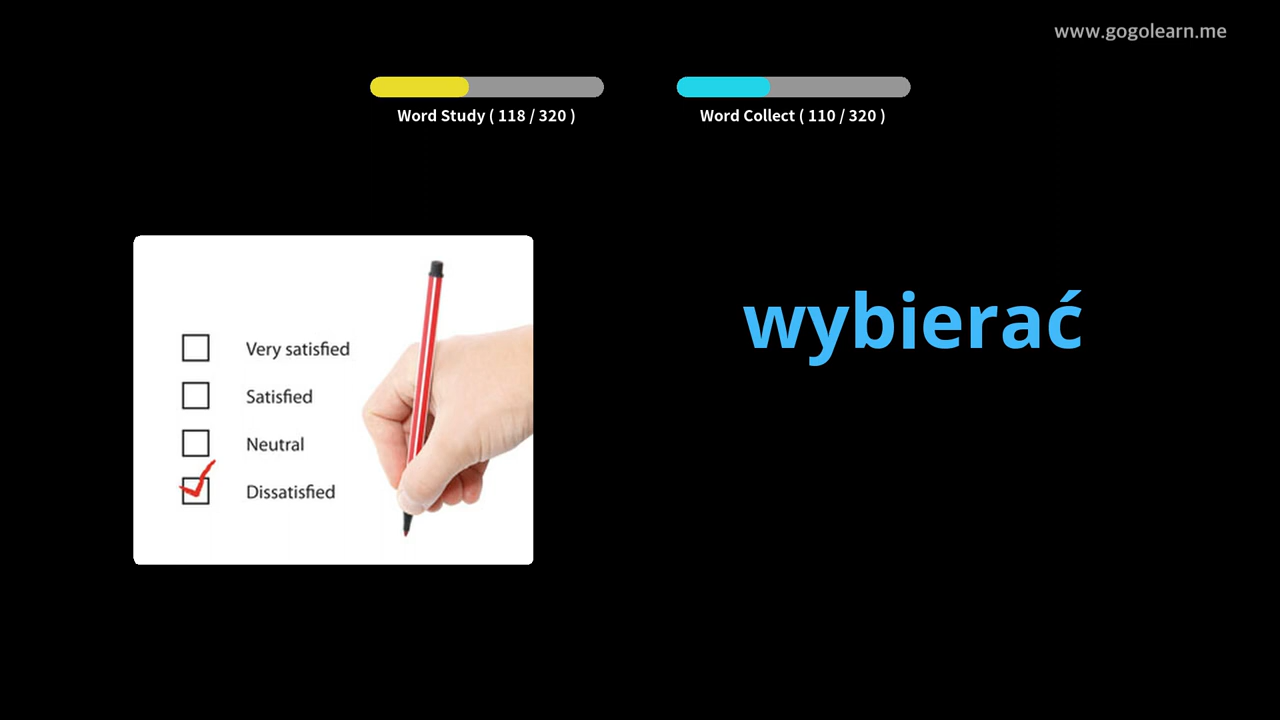 www.gogolearn.me
Word Study ( 118 / 320 )
Word Collect ( 110 / 320 )
Very satisfied
Satisfied
Neutral
Dissatisfied
wybierać